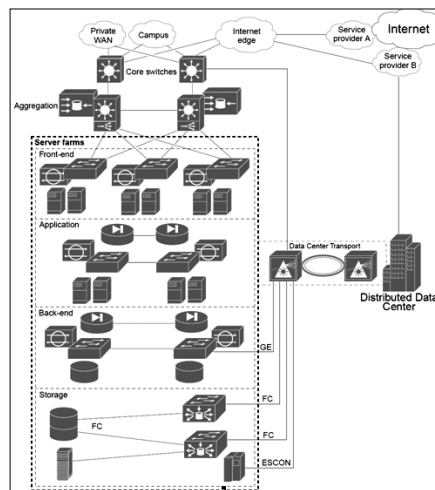 Private
WAN
Campus
Internet
edge
Service
provider A
Internet
Service
provider B
Core switches
Aggregation
Server farms
Front-end
Application
Data Center Transport
Distributed Data
Center
Back-end
GE
Storage
FC
FC
FC
ESCON